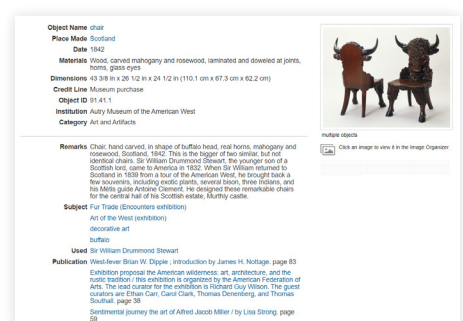 Object Name chair
Place Made Scotland
Date 1842
Materials Wood, carved mahogany and rosewood, laminated and doweled at joints,
horns, glass eyes
Dimensions 43 3/8 in x 26 1/2 in x 24 1/2 in (110.1 cm x 67.3 cm x 62.2 cm)
Credit Line Museum purchase
Object ID 91.41.1
Institution Autry Museum of the American West
Category Art and Artifacts
multiple objects
Click an image to view it in the Image Organizer
Remarks Chair, hand carved, in shape of buffalo head, real horns, mahogany and
rosewood, Scotland, 1842. This is the bigger of two similar, but not
identical chairs. Sir William Drummond Stewart, the younger son of a
Scottish lord, came to America in 1832. When Sir William returned to
Scotland in 1839 from a tour of the American West, he brought back a
few souvenirs, including exotic plants, several bison, three Indians, and
his Métis guide Antoine Clement. He designed these remarkable chairs
for the central hall of his Scottish estate, Murthly castle.
Subject Fur Trade (Encounters exhibition)
Art of the West (exhibition)
decorative art
buffalo
Used Sir William Drummond Stewart
Publication West-fever Brian W. Dippie ; introduction by James H. Nottage. page 83
Exhibition proposal the American wilderness: art, architecture, and the
rustic tradition / this exhibition is organized by the American Federation of
Arts. The lead curator for the exhibition is Richard Guy Wilson. The guest
curators are Ethan Carr, Carol Clark, Thomas Denenberg, and Thomas
Southall. page 38
Sentimental journey the art of Alfred Jacob Miller / by Lisa Strong. page
59